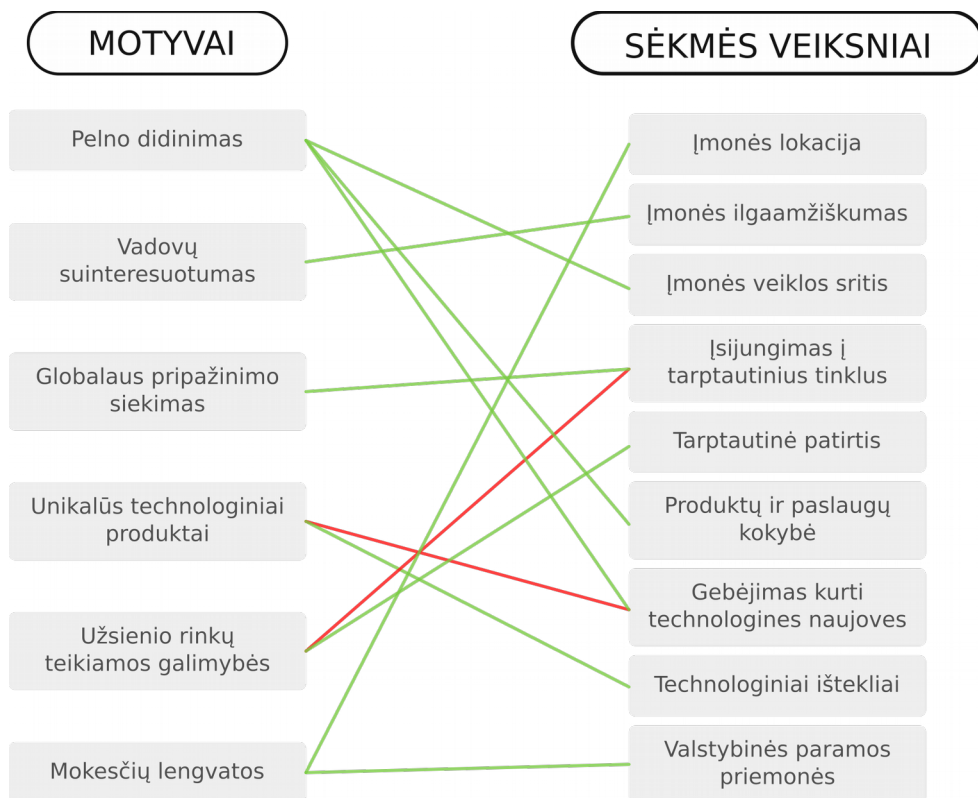 MOTYVAI
Pelno didinimas
Vadovų
suinteresuotumas
Globalaus pripažinimo
siekimas
Unikalūs technologiniai
produktai
Užsienio rinkų
teikiamos galimybės
Mokesčių lengvatos
SĖKMĖS VEIKSNIAI
Įmonės lokacija
Įmonės ilgaamžiškumas
Įmonės veiklos sritis
Įsijungimas į
tarptautinius tinklus
Tarptautinė patirtis
Produktų ir paslaugų
kokybė
Gebėjimas kurti
technologines naujoves
Technologiniai ištekliai
Valstybinės paramos
priemonės